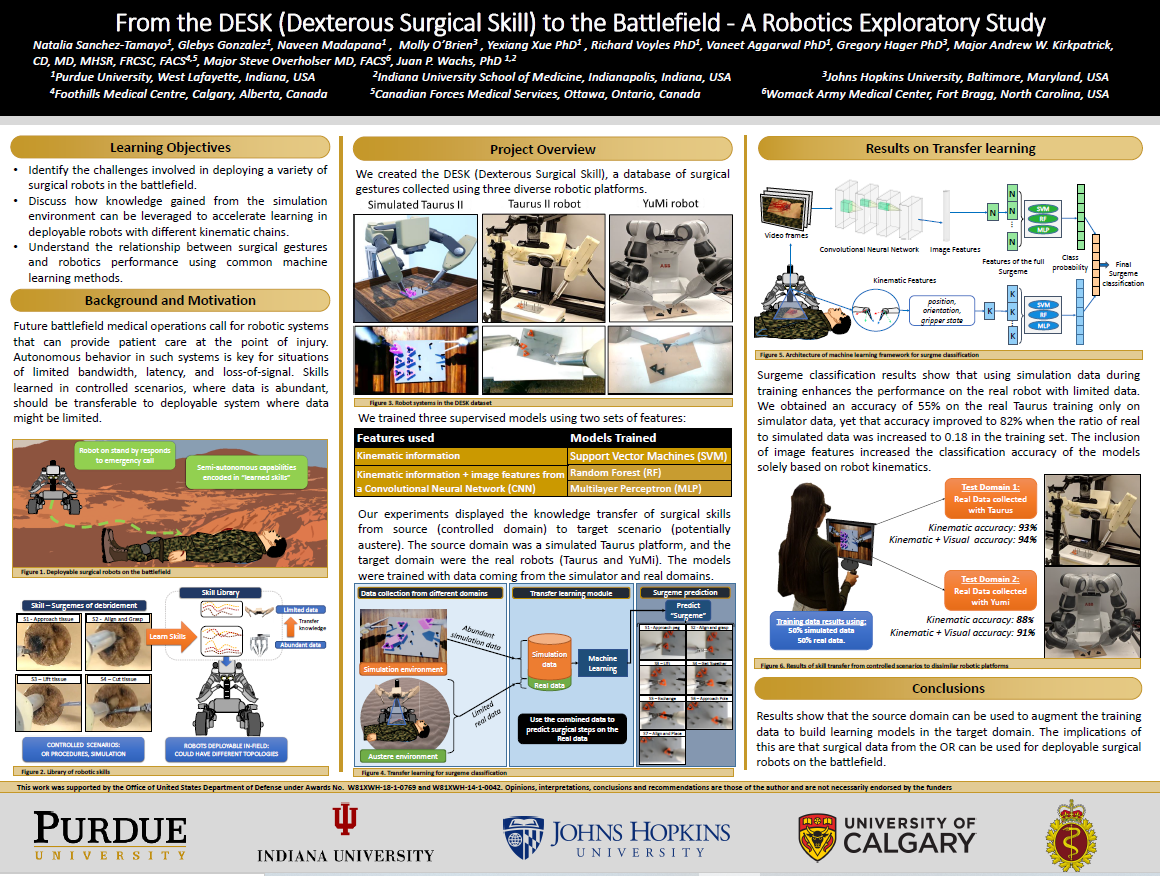 From the DESK (Dexterous Surgical Skill) to the Battlefield - A Robotics Exploratory Study
Natalia Sanchez-Tamayo1, Glebys Gonzalez1, Naveen Madapana1 , Molly O'Brien3 , Yexiang Xue PhD1 , Richard Voyles PhD1, Vaneet Aggarwal PhD1, Gregory Hager PhD3, Major Andrew W. Kirkpatrick,
CD, MD, MHSR, FRCSC, FACS4,5, Major Steve Overholser MD, FACS6, Juan P. Wachs, PhD 1,2
1Purdue University, West Lafayette, Indiana, USA
2Indiana University School of Medicine, Indianapolis, Indiana, USA
3Johns Hopkins University, Baltimore, Maryland, USA
4Foothills Medical Centre, Calgary, Alberta, Canada
5Canadian Forces Medical Services, Ottawa, Ontario, Canada
6Womack Army Medical Center, Fort Bragg, North Carolina, USA
Learning Objectives
• Identify the challenges involved in deploying a variety of
surgical robots in the battlefield.
• Discuss how knowledge gained from the simulation
environment can be leveraged to accelerate learning in
deployable robots with different kinematic chains.
• Understand the relationship between surgical gestures
and robotics performance using common machine
learning methods.
Background and Motivation
Future battlefield medical operations call for robotic systems
that can provide patient care at the point of injury.
Autonomous behavior in such systems is key for situations
of limited bandwidth, latency, and loss-of-signal. Skills
learned in controlled scenarios, where data is abundant,
should be transferable to deployable system where data
might be limited.
Robot on stand by responds
to emergency call
Semi-autonomous capabilities
encoded in "learned skills"
Figure 1. Deployable surgical robots on the battlefield
Skill – Surgemes of debridement
S1 - Approach tissue
S2 - Align and Grasp
S3 – Lift tissue
S4 – Cut tissue
Learn Skills
Skill Library
Limited data
Transfer
knowledge
Abundant data
CONTROLLED SCENARIOS:
OR PROCEDURES, SIMULATION
ROBOTS DEPLOYABLE IN-FIELD:
COULD HAVE DIFFERENT TOPOLOGIES
Figure 2. Library of robotic skills
Project Overview
We created the DESK (Dexterous Surgical Skill), a database of surgical
gestures collected using three diverse robotic platforms.
Simulated Taurus II
Taurus II robot
YuMi robot
ABB
Figure 3. Robot systems in the DESK dataset
We trained three supervised models using two sets of features:
Features used
Models Trained
Kinematic information
Support Vector Machines (SVM)
Kinematic information + image features from
a Convolutional Neural Network (CNN)
Random Forest (RF)
Multilayer Perceptron (MLP)
Our experiments displayed the knowledge transfer of surgical skills
from source (controlled domain) to target scenario (potentially
austere). The source domain was a simulated Taurus platform, and the
target domain were the real robots (Taurus and YuMi). The models
were trained with data coming from the simulator and real domains.
Data collection from different domains
Transfer learning module
Surgeme prediction
Simulation environment
Austere environment
Abundant
simulation data
Limited
real data
Simulation
data
Real data
Machine
Learning
Use the combined data to
predict surgical steps on the
Real data
Predict
"Surgeme"
S1 - Approach peg
S2 - Align and grasp
S3 – Lift
S4 – Get Together
S5 – Exchange
S6 – Approach Pole
S7 – Align and Place
Figure 4. Transfer learning for surgeme classification
Results on Transfer learning
Video frames
Convolutional Neural Network
Image Features
N
N
N
N
SVM
RF
MLP
Features of the full
Surgeme
Class
probability
Final
Surgeme
classification
Kinematic Features
position,
orientation,
gripper state
K
K
K
K
SVM
RF
MLP
Figure 5. Architecture of machine learning framework for surgme classification
Surgeme classification results show that using simulation data during
training enhances the performance on the real robot with limited data.
We obtained an accuracy of 55% on the real Taurus training only on
simulator data, yet that accuracy improved to 82% when the ratio of real
to simulated data was increased to 0.18 in the training set. The inclusion
of image features increased the classification accuracy of the models
solely based on robot kinematics.
Test Domain 1:
Real Data collected
with Taurus
Kinematic accuracy: 93%
Kinematic + Visual accuracy: 94%
Test Domain 2:
Real Data collected
with Yumi
Kinematic accuracy: 88%
Kinematic + Visual accuracy: 91%
Training data results using:
50% simulated data
50% real data.
Figure 6. Results of skill transfer from controlled scenarios to dissimilar robotic platforms
Conclusions
Results show that the source domain can be used to augment the training
data to build learning models in the target domain. The implications of
this are that surgical data from the OR can be used for deployable surgical
robots on the battlefield.
This work was supported by the Office of United States Department of Defense under Awards No. W81XWH-18-1-0769 and W81XWH-14-1-0042. Opinions, interpretations, conclusions and recommendations are those of the author and are not necessarily endorsed by the funders
PURDUE
UNIVERSITY
INDIANA UNIVERSITY
JOHNS HOPKINS
UNIVERSITY
UNIVERSITY OF
CALGARY